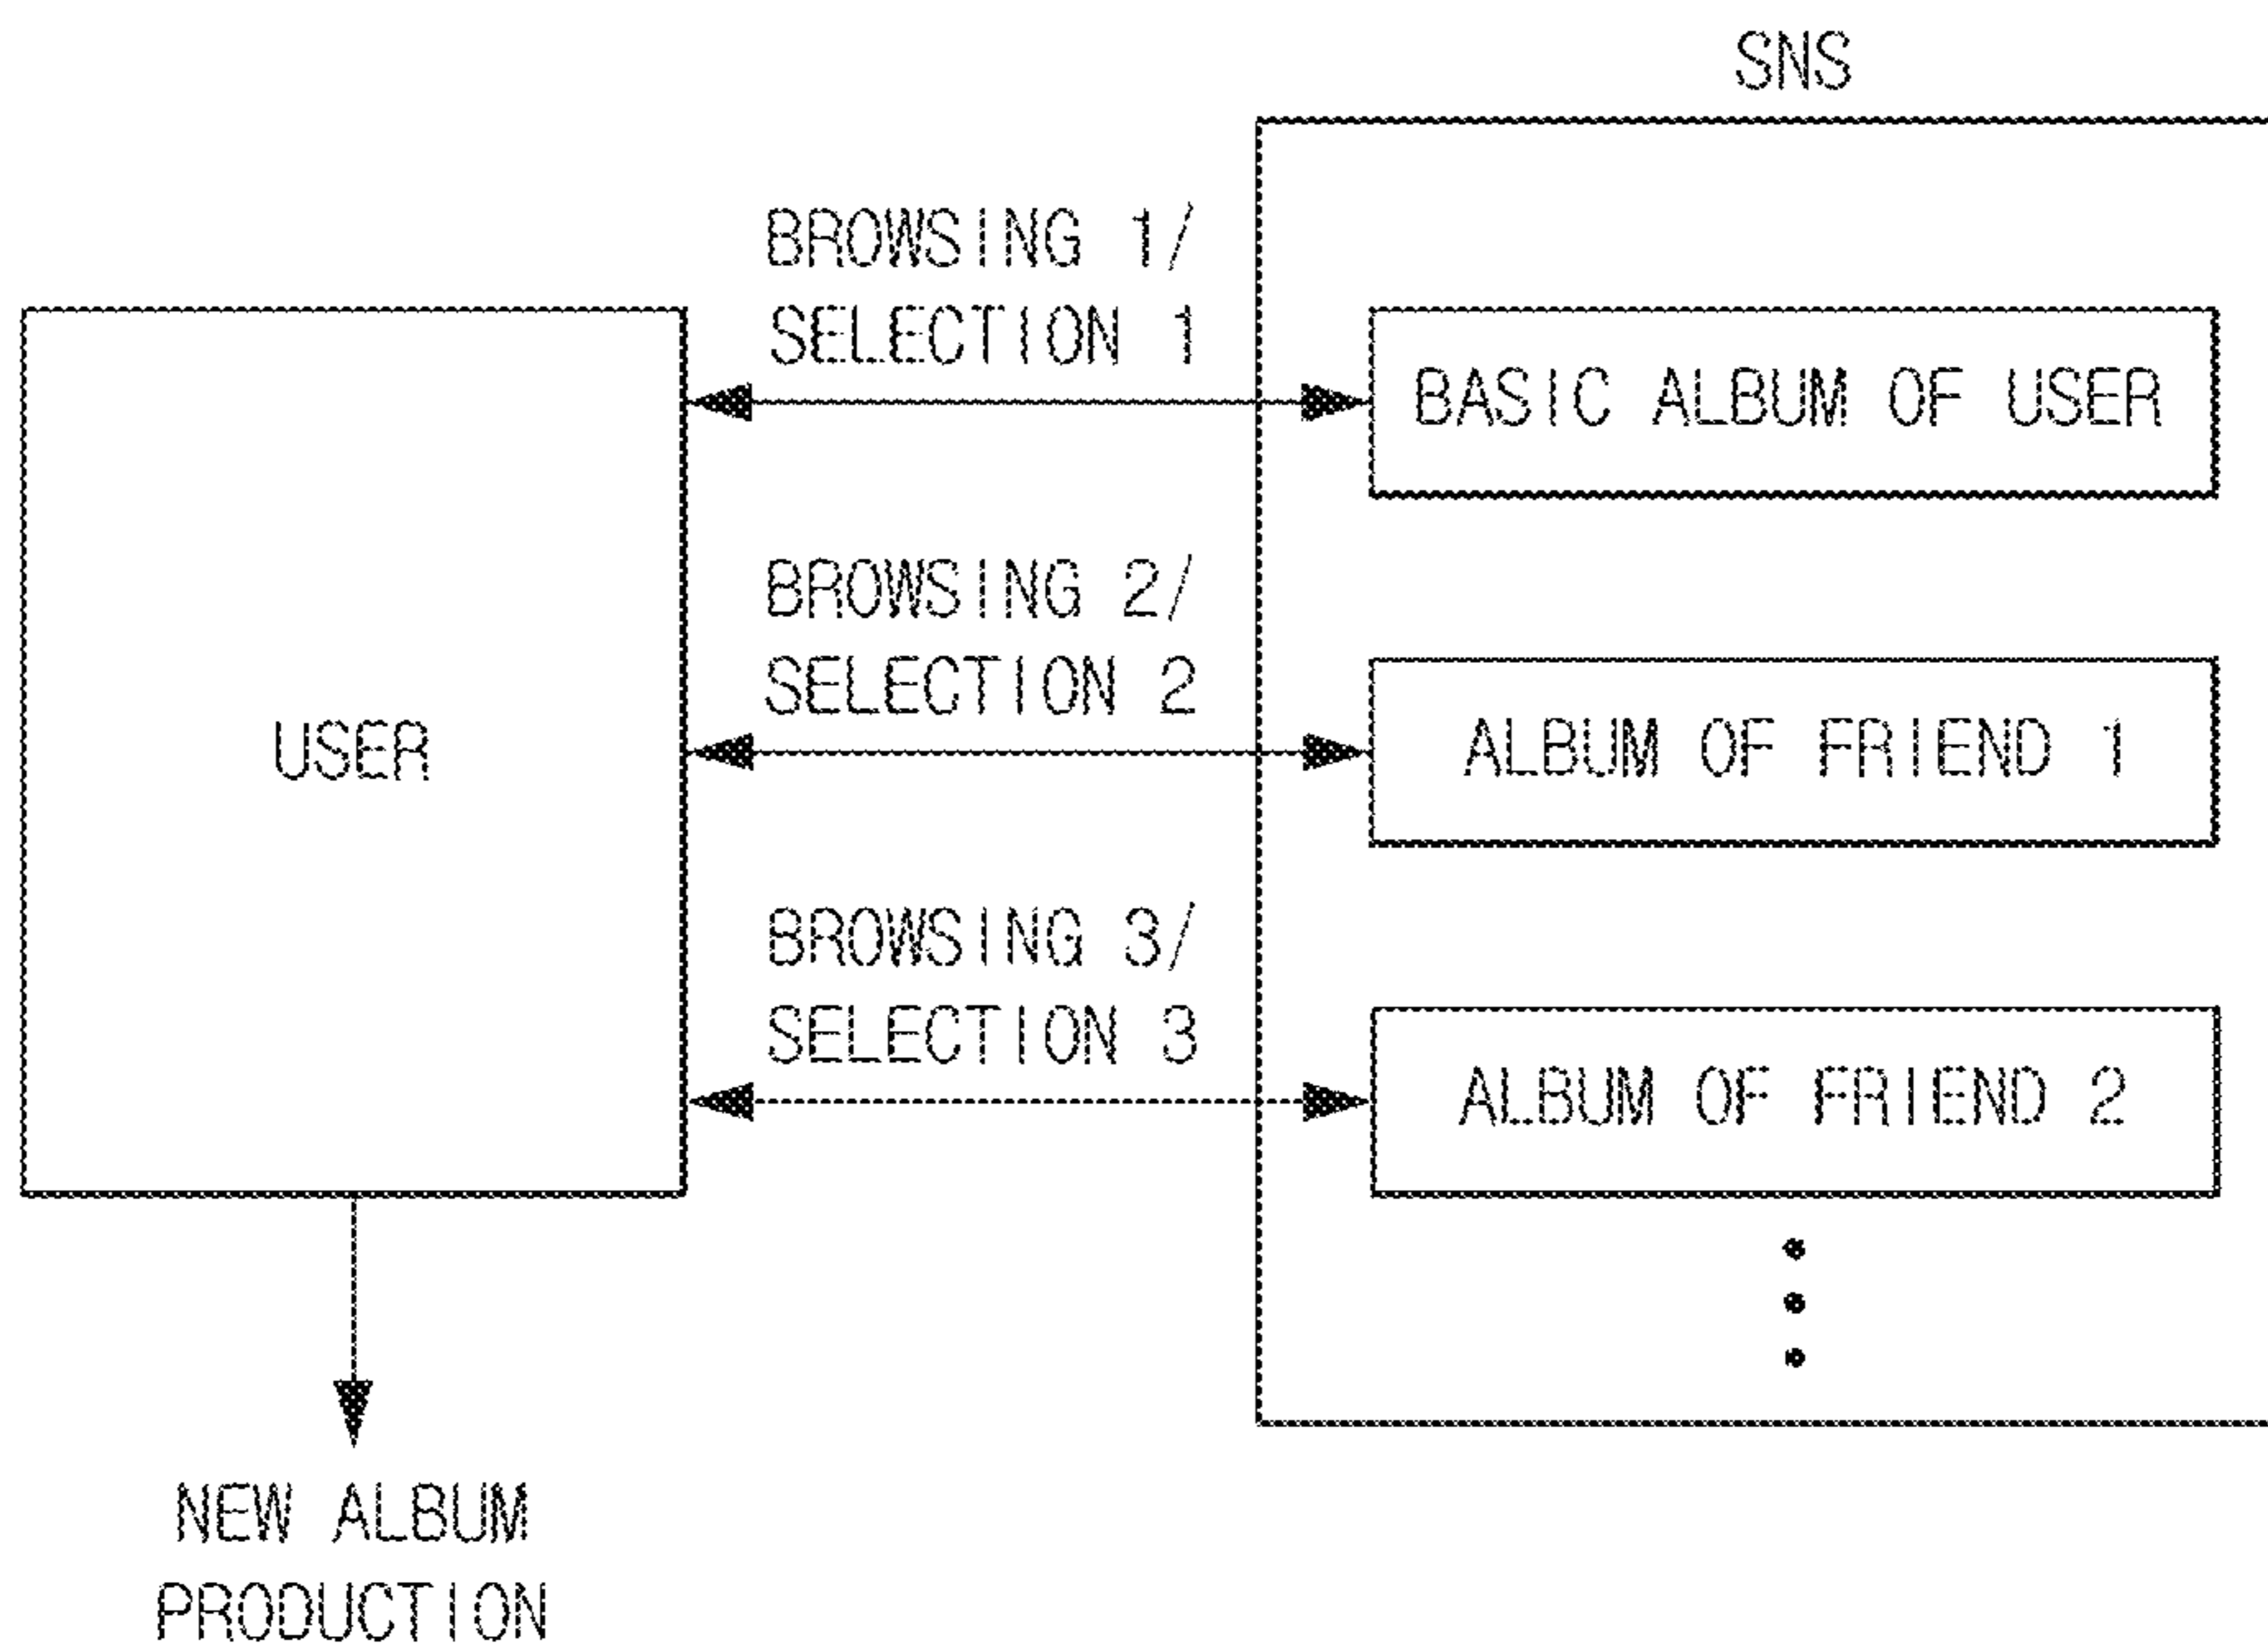 SNS
BROWSING 1/
SELECTION 1
BASIC ALBUM OF USER
BROWSING 2/
SELECTION 2
USER
ALBUM OF FRIEND 1
BROWSING 3/
SELECTION 3
ALBUM OF FRIEND 2
NEW ALBUM
PRODUCTION